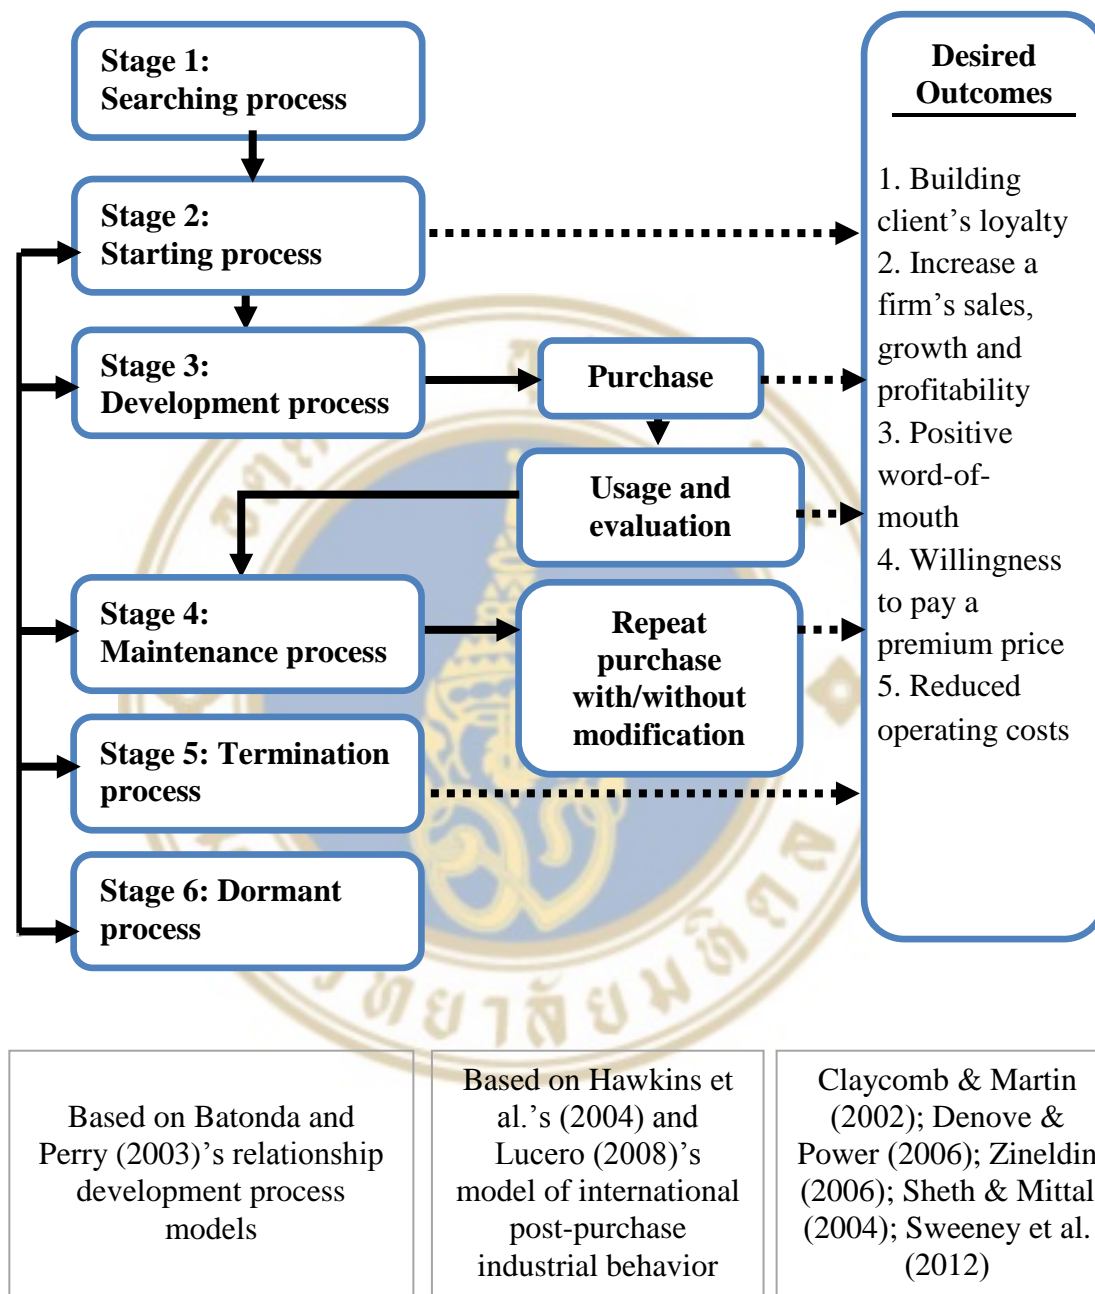 Stage 1:
Searching process
Stage 2:
Starting process
Stage 3:
Development process
Purchase
Usage and
evaluation
Stage 4:
Maintenance process
Repeat
purchase
with/without
modification
Stage 5: Termination
process
Stage 6: Dormant
process
Desired
Outcomes
1. Building
client’s loyalty
2. Increase a
firm’s sales,
growth and
profitability
3. Positive
word-of-
mouth
4. Willingness
to pay a
premium price
5. Reduced
operating costs
Based on Batonda and
Perry (2003)’s relationship
development process
models
Based on Hawkins et
al.’s (2004) and
Lucero (2008)’s
model of international
post-purchase
industrial behavior
Claycomb & Martin
(2002); Denove &
Power (2006); Zineldin
(2006); Sheth & Mittal
(2004); Sweeney et al.
(2012)